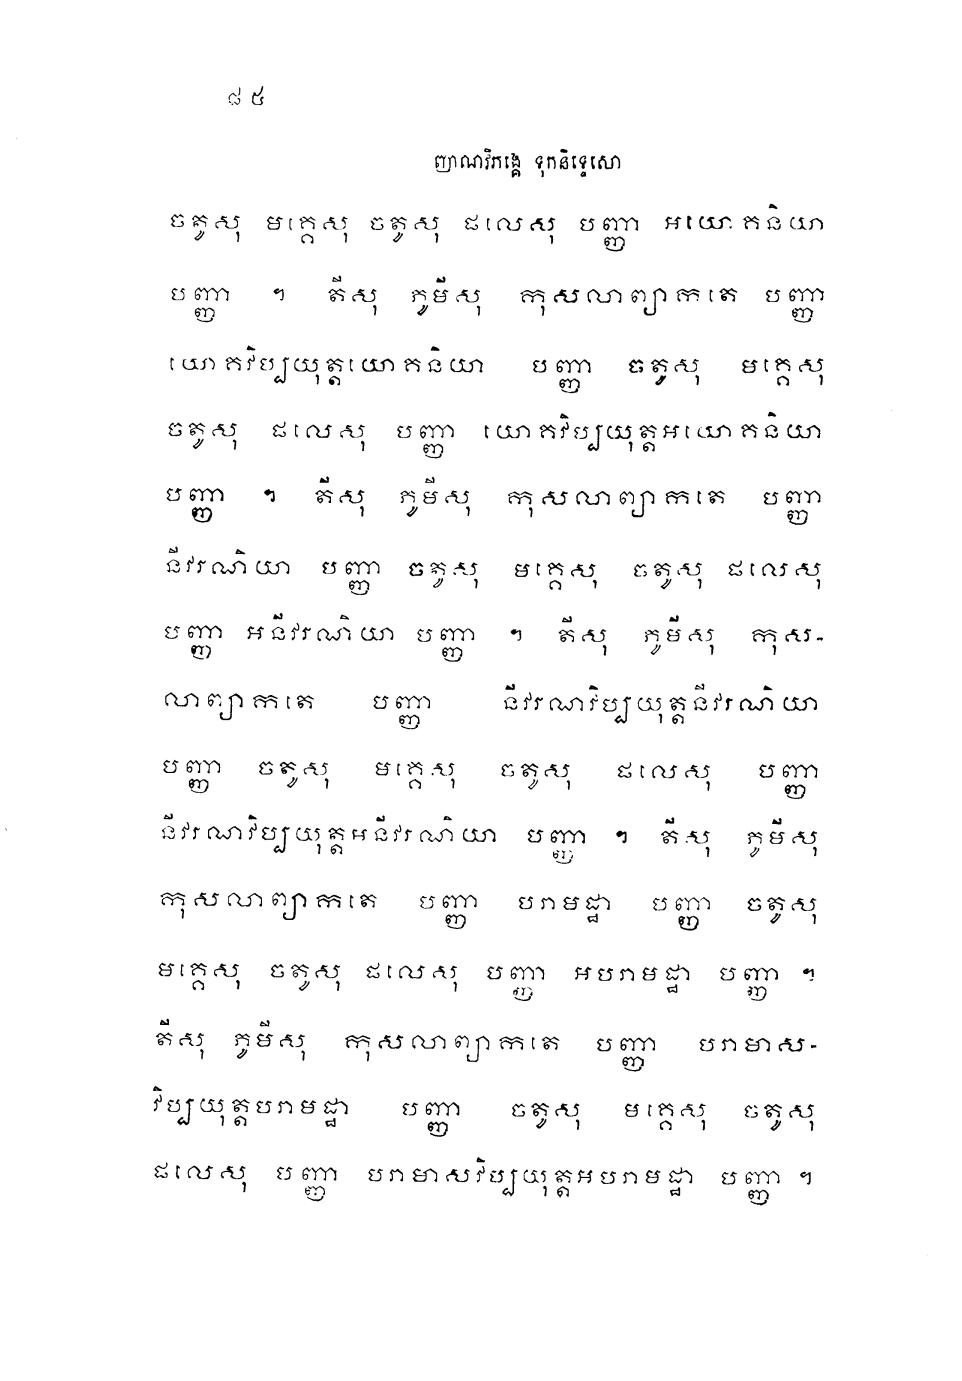 ៨៥
ញាណវិភង្គេ ទុកនិទ្ទេសោ
ចតូសុ មគ្គេសុ ចតូសុ ផលេសុ បញ្ញា អយោគនិយា
បញ្ញា ។ តីសុ ភូមីសុ កុសលាព្យាកតេ បញ្ញា
យោគវិប្បយុត្តយោគនិយា បញ្ញា ចតូសុ មគ្គេសុ
ចតូសុ ផលេសុ បញ្ញា យោគវិប្បយុត្តអយោគនិយា
បញ្ញា ។ តីសុ ភូមីសុ កុសលាព្យាកតេ បញ្ញា
នីវរណិយា បញ្ញា ចតូសុ មគ្គេសុ ចតូសុ ផលេសុ
បញ្ញា អនីវរណិយា បញ្ញា ។ តីសុ ភូមីសុ កុស-
លាព្យាកតេ បញ្ញា នីវរណវិប្បយុត្តនីវរណិយា
បញ្ញា ចតូសុ មគ្គេសុ ចតូសុ ផលេសុ បញ្ញា
នីវរណវិប្បយុត្តអនីវរណិយា បញ្ញា ។ តីសុ ភូមីសុ
កុសលាព្យាកតេ បញ្ញា បរាមដ្ឋា បញ្ញា ចតូសុ
មគ្គេសុ ចតូសុ ផលេសុ បញ្ញា អបរាមដ្ឋា បញ្ញា ។
តីសុ ភូមីសុ កុសលាព្យាកតេ បញ្ញា បរាមាស-
វិប្បយុត្តបរាមដ្ឋា បញ្ញា ចតូសុ មគ្គេសុ ចតូសុ
ផលេសុ បញ្ញា បរាមាសវិប្បយុត្តអបរាមដ្ឋា បញ្ញា ។